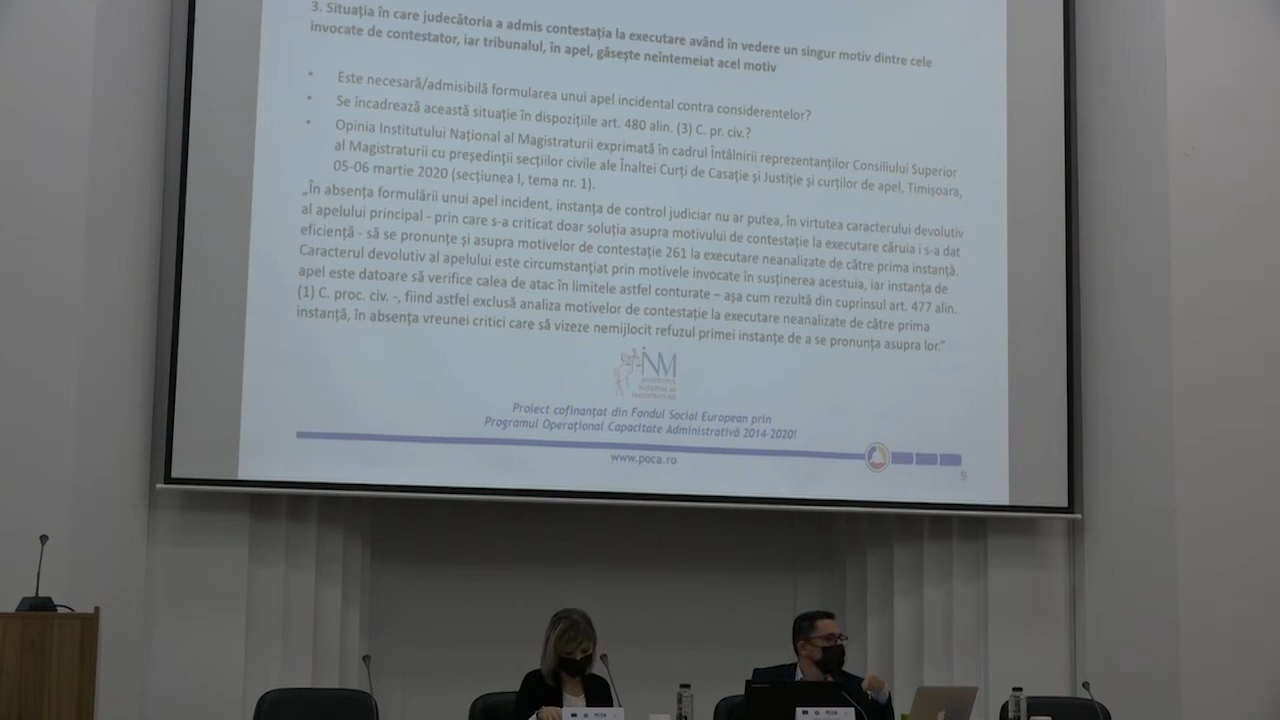 3. Situația în care judecătoria a admis contestația la executare având în vedere un singur motiv dintre cele
invocate de contestator, iar tribunalul, în apel, găsește neîntemeiat acel motiv
• Este necesară/admisibilă formularea unui apel incidental contra considerentelor?
• Se încadrează această situație în dispozițiile art. 480 alin. (3) C. pr. civ.?
• Opinia Institutului Național al Magistraturii exprimată în cadrul Întâlnirii reprezentanților Consiliului Superior
al Magistraturii cu președinții secțiilor civile ale Înaltei Curți de Casație și Justiție și curților de apel, Timișoara,
05-06 martie 2020 (secțiunea I, tema nr. 1).
„În absența formulării unui apel incident, instanța de control judiciar nu ar putea, în virtutea caracterului devolutiv
al apelului principal - prin care s-a criticat doar soluția asupra motivului de contestație la executare căruia i s-a dat
eficiență - să se pronunțe și asupra motivelor de contestație 261 la executare neanalizate de către prima instanță.
Caracterul devolutiv al apelului este circumstanțiat prin motivele invocate în susținerea acestuia, iar instanța de
apel este datoare să verifice calea de atac în limitele astfel conturate – așa cum rezultă din cuprinsul art. 477 alin.
(1) C. proc. civ. -, fiind astfel exclusă analiza motivelor de contestație la executare neanalizate de către prima
instanță, în absența vreunei critici care să vizeze nemijlocit refuzul primei instanțe de a se pronunța asupra lor.”
INM
INSTITUTUL
NAȚIONAL AL
MAGISTRATURII
Proiect cofinanțat din Fondul Social European prin
Programul Operațional Capacitate Administrativă 2014-2020!
www.poca.ro
9